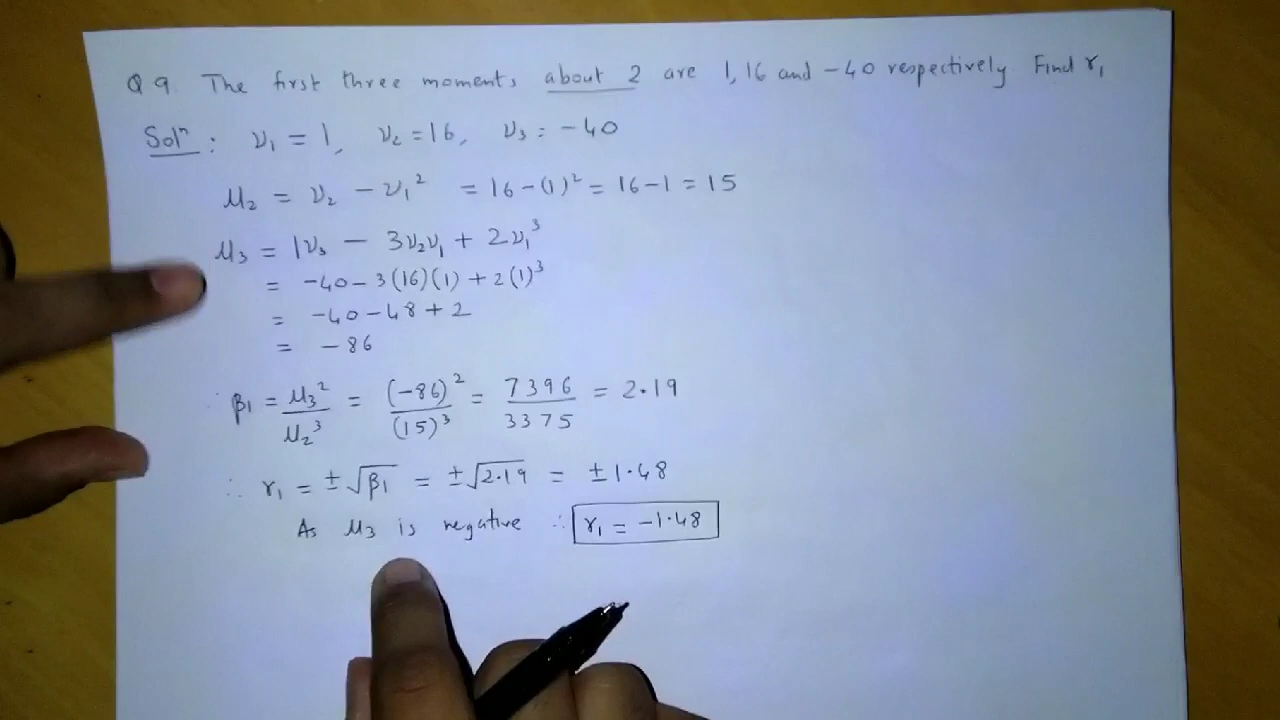 Q 9. The first three moments about 2 are 1, 16 and -40 respectively. Find γ₁
Solⁿ : ν₁ = 1, ν₂ = 16, ν₃ = -40
μ₂ = ν₂ - ν₁² = 16 - (1)² = 16 - 1 = 15
μ₃ = 1ν₃ - 3ν₂ν₁ + 2ν₁³
= -40 - 3(16)(1) + 2(1)³
= -40 - 48 + 2
= -86
∴ β₁ = μ₃²/μ₂³ = (-86)²/(15)³ = 7396/3375 = 2.19
∴ γ₁ = ±√β₁ = ±√2.19 = ±1.48
As μ₃ is negative ∴ γ₁ = -1.48